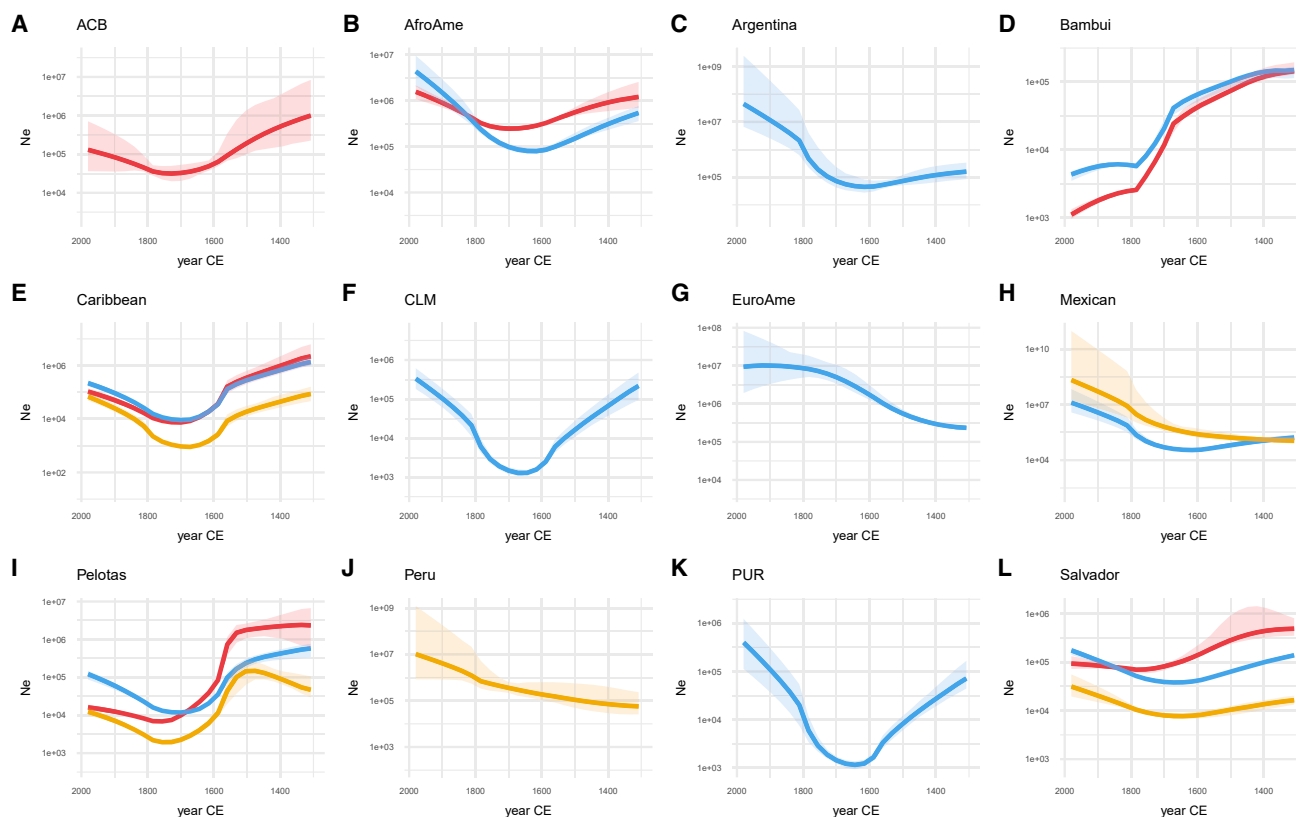 A ACB
1e+07
1e+06
1e+05
1e+04
Ne
2000 1800 1600 1400
year CE
B AfroAme
1e+07
1e+06
1e+05
1e+04
Ne
2000 1800 1600 1400
year CE
C Argentina
1e+09
1e+07
1e+05
Ne
2000 1800 1600 1400
year CE
D Bambui
1e+05
1e+04
1e+03
Ne
2000 1800 1600 1400
year CE
E Caribbean
1e+06
1e+04
1e+02
Ne
2000 1800 1600 1400
year CE
F CLM
1e+06
1e+05
1e+04
1e+03
Ne
2000 1800 1600 1400
year CE
G EuroAme
1e+08
1e+07
1e+06
1e+05
1e+04
Ne
2000 1800 1600 1400
year CE
H Mexican
1e+10
1e+07
1e+04
Ne
2000 1800 1600 1400
year CE
I Pelotas
1e+07
1e+06
1e+05
1e+04
1e+03
Ne
2000 1800 1600 1400
year CE
J Peru
1e+09
1e+07
1e+05
1e+03
Ne
2000 1800 1600 1400
year CE
K PUR
1e+06
1e+05
1e+04
1e+03
Ne
2000 1800 1600 1400
year CE
L Salvador
1e+06
1e+05
1e+04
1e+03
Ne
2000 1800 1600 1400
year CE